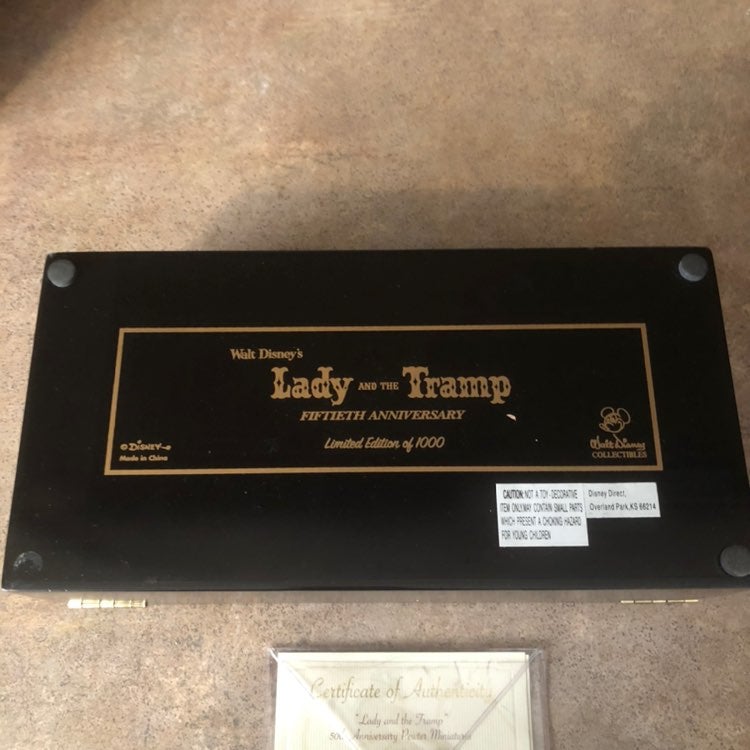 Walt Disney's
Lady AND THE Tramp
FIFTIETH ANNIVERSARY
Limited Edition of 1000
© DISNEY
Made in China
Walt Disney
COLLECTIBLES
CAUTION: NOT A TOY - DECORATIVE
ITEM ONLY.MAY CONTAIN SMALL PARTS
WHICH PRESENT A CHOKING HAZARD
FOR YOUNG CHILDREN
Disney Direct,
Overland Park, KS 66214
Certificate of Authenticity
"Lady and the Tramp"
50th Anniversary Pewter Miniatures